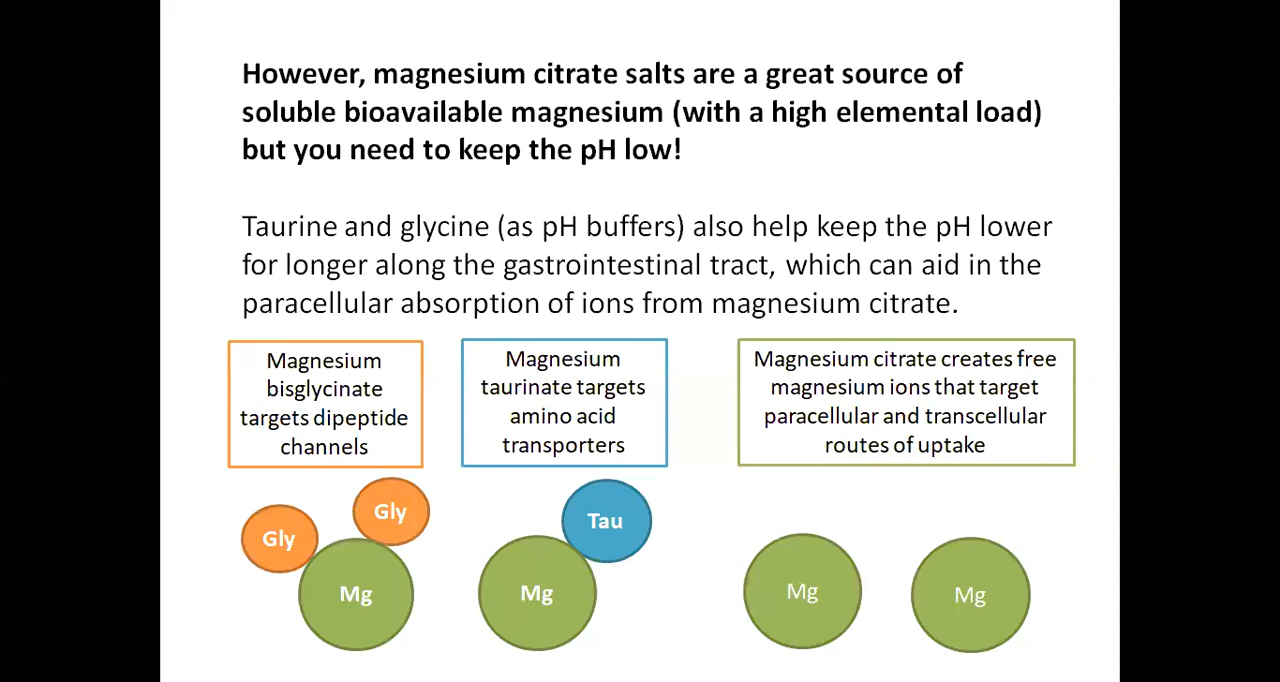 However, magnesium citrate salts are a great source of
soluble bioavailable magnesium (with a high elemental load)
but you need to keep the pH low!
Taurine and glycine (as pH buffers) also help keep the pH lower
for longer along the gastrointestinal tract, which can aid in the
paracellular absorption of ions from magnesium citrate.
Magnesium
bisglycinate
targets dipeptide
channels
Magnesium
taurinate targets
amino acid
transporters
Magnesium citrate creates free
magnesium ions that target
paracellular and transcellular
routes of uptake
Gly
Gly
Mg
Tau
Mg
Mg
Mg